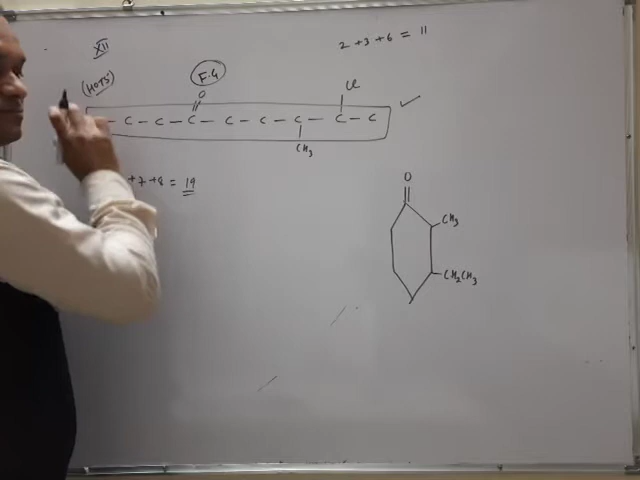 XII
2 + 3 + 6 = 11
(HOTS)
F.G
O
Cl
- C - C - C - C - C - C - C - C
CH3
+ 7 + 8 = 19
O
CH3
CH2CH3